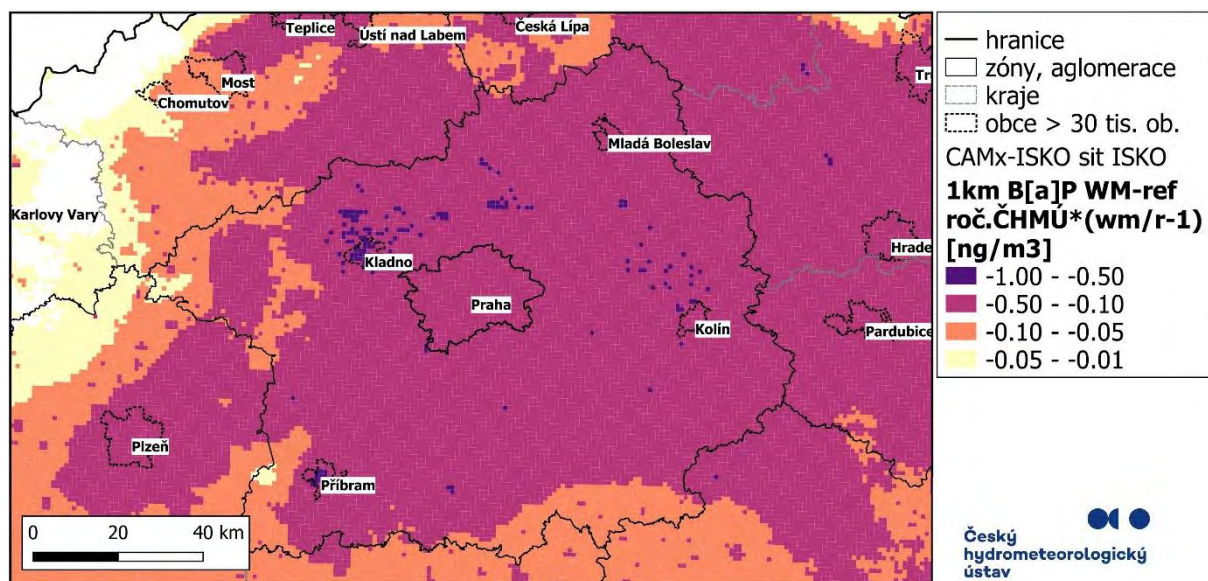 Teplice
Ústí nad Labem
Česká Lípa
Most
Chomutov
Tru
Mladá Boleslav
Karlovy Vary
Kladno
Hrade
Praha
Kolín
Pardubice
Plzeň
Příbram
0 20 40 km
hranice
zóny, aglomerace
kraje
obce > 30 tis. ob.
CAMx-ISKO sit ISKO
1km B[a]P WM-ref
roč.ČHMÚ*(wm/r-1)
[ng/m3]
-1.00 - -0.50
-0.50 - -0.10
-0.10 - -0.05
-0.05 - -0.01
Český
hydrometeorologický
ústav